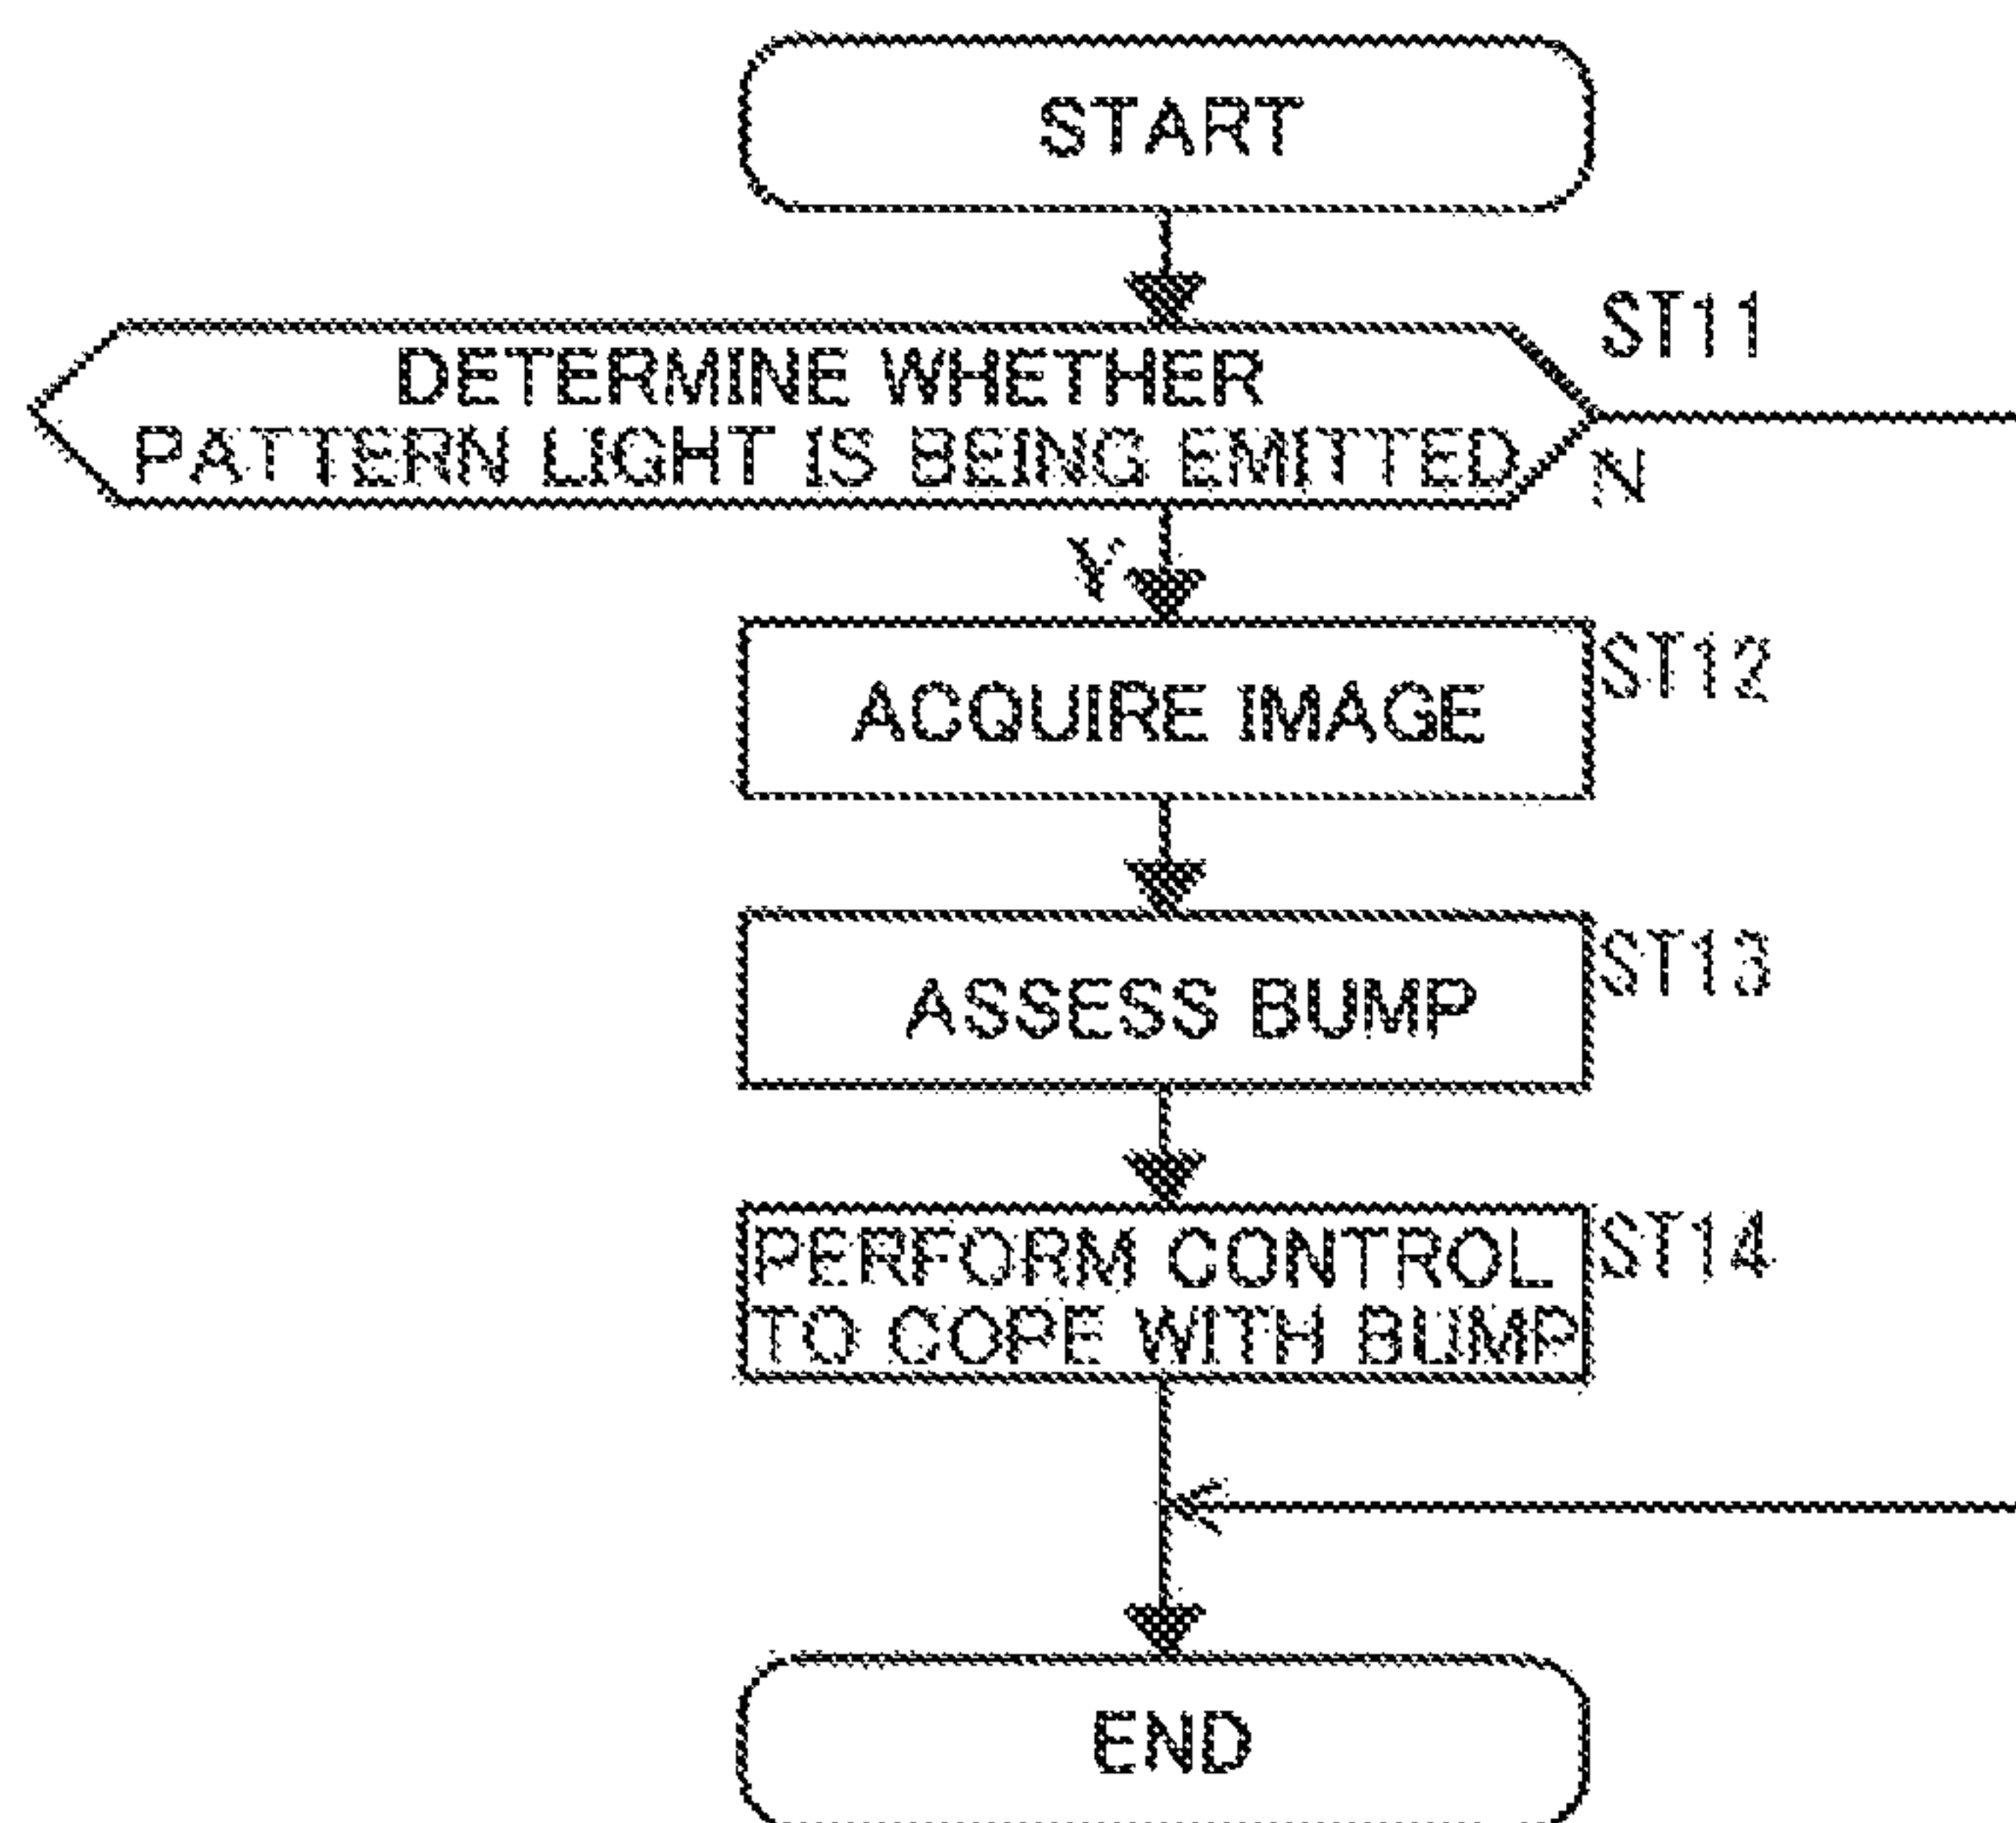 START
ST11
DETERMINE WHETHER
PATTERN LIGHT IS BEING EMITTED
N
Y
ST12
ACQUIRE IMAGE
ST13
ASSESS BUMP
ST14
PERFORM CONTROL
TO COPE WITH BUMP
END